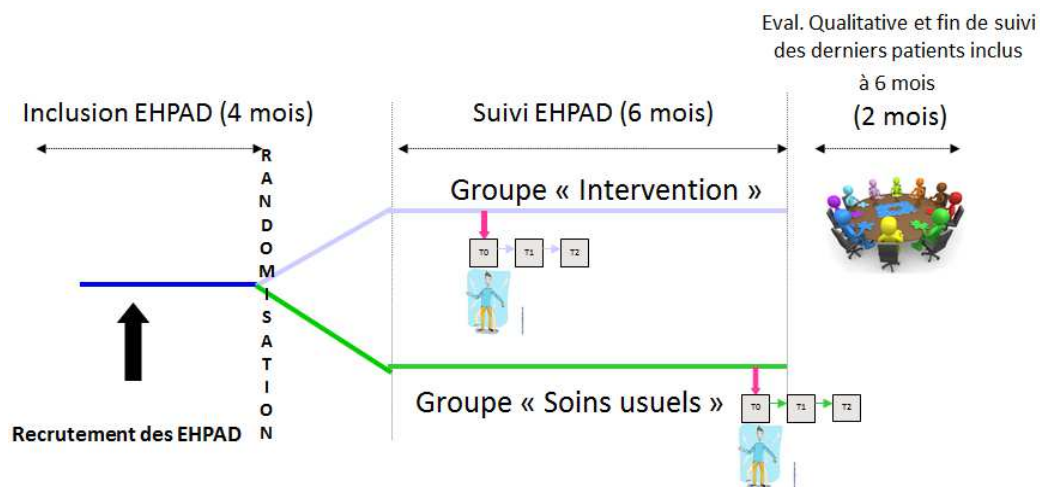 Eval. Qualitative et fin de suivi
des derniers patients inclus
à 6 mois
(2 mois)
Inclusion EHPAD (4 mois)
Suivi EHPAD (6 mois)
RANDOMISATION
Groupe « Intervention »
T0
T1
T2
Groupe « Soins usuels »
T0
T1
T2
Recrutement des EHPAD